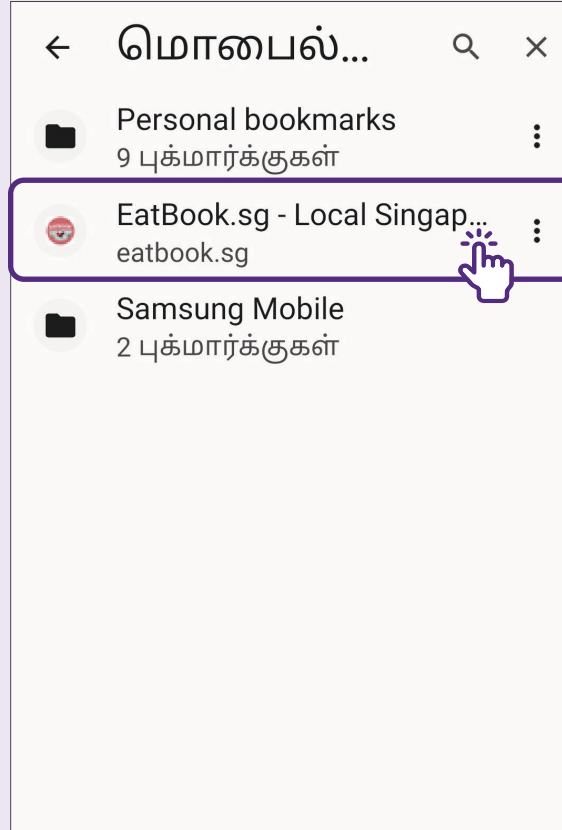 மொபைல்...
Personal bookmarks
9 புக்மார்க்குகள்
EatBook.sg - Local Singap...
eatbook.sg
Samsung Mobile
2 புக்மார்க்குகள்